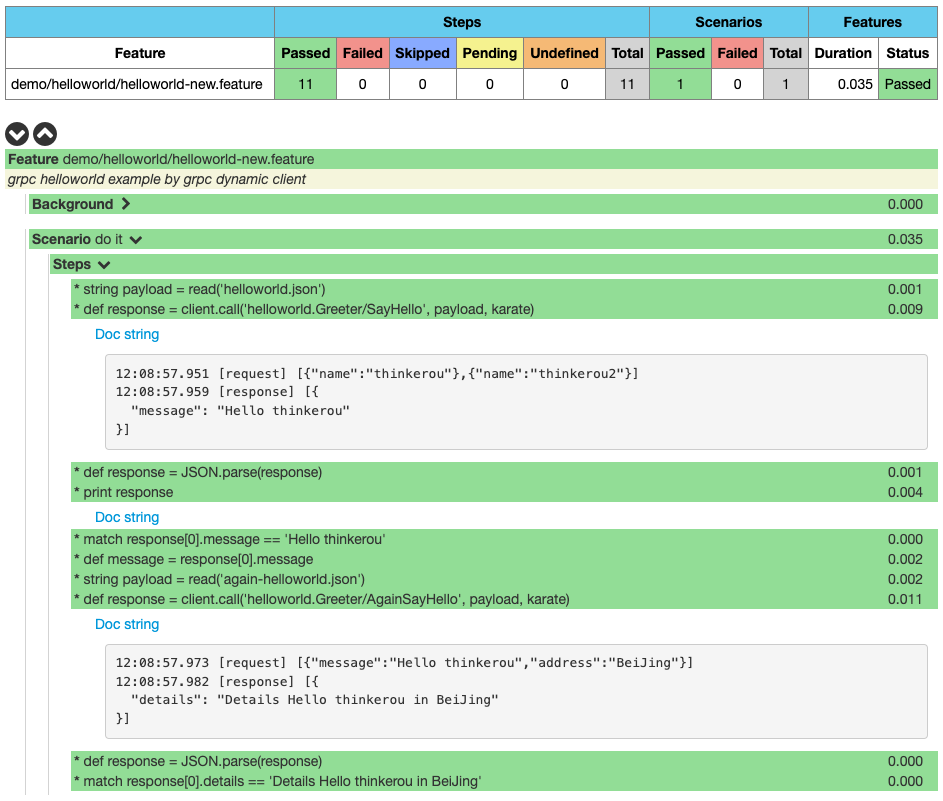 Steps Scenarios Features
Feature Passed Failed Skipped Pending Undefined Total Passed Failed Total Duration Status
demo/helloworld/helloworld-new.feature 11 0 0 0 0 11 1 0 1 0.035 Passed
Feature demo/helloworld/helloworld-new.feature
grpc helloworld example by grpc dynamic client
Background 0.000
Scenario do it 0.035
Steps
* string payload = read('helloworld.json') 0.001
* def response = client.call('helloworld.Greeter/SayHello', payload, karate) 0.009
Doc string
12:08:57.951 [request] [{"name":"thinkerou"},{"name":"thinkerou2"}]
12:08:57.959 [response] [{
"message": "Hello thinkerou"
}]
* def response = JSON.parse(response) 0.001
* print response 0.004
Doc string
* match response[0].message == 'Hello thinkerou' 0.000
* def message = response[0].message 0.002
* string payload = read('again-helloworld.json') 0.002
* def response = client.call('helloworld.Greeter/AgainSayHello', payload, karate) 0.011
Doc string
12:08:57.973 [request] [{"message":"Hello thinkerou","address":"BeiJing"}]
12:08:57.982 [response] [{
"details": "Details Hello thinkerou in BeiJing"
}]
* def response = JSON.parse(response) 0.000
* match response[0].details == 'Details Hello thinkerou in BeiJing' 0.000